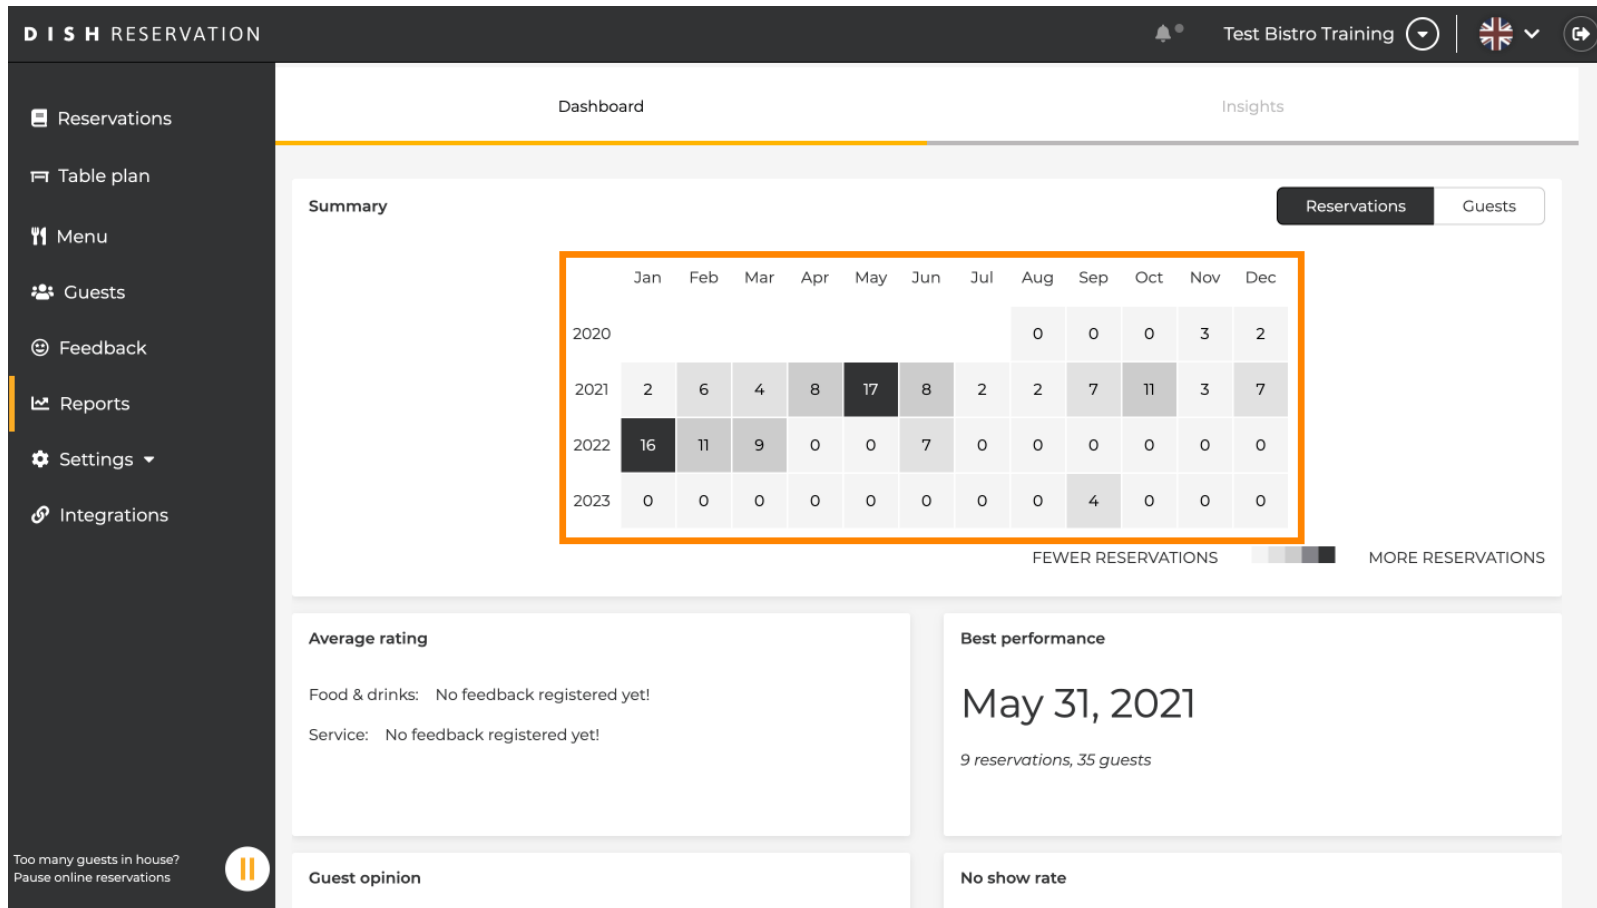 DISH RESERVATION
Test Bistro Training
Reservations
Table plan
Menu
Guests
Feedback
Reports
Settings
Integrations
Too many guests in house?
Pause online reservations
Dashboard
Insights
Summary
Reservations
Guests
Jan Feb Mar Apr May Jun Jul Aug Sep Oct Nov Dec
2020 0 0 0 3 2
2021 2 6 4 8 17 8 2 2 7 11 3 7
2022 16 11 9 0 0 7 0 0 0 0 0 0
2023 0 0 0 0 0 0 0 0 4 0 0 0
FEWER RESERVATIONS MORE RESERVATIONS
Average rating
Food & drinks: No feedback registered yet!
Service: No feedback registered yet!
Best performance
May 31, 2021
9 reservations, 35 guests
Guest opinion
No show rate